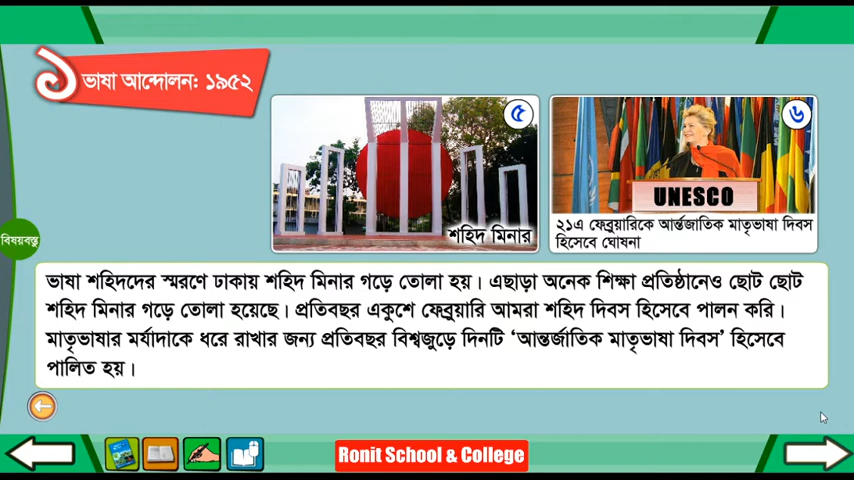 ১
ভাষা আন্দোলন: ১৯৫২
৫
শহিদ মিনার
৬
UNESCO
২১এ ফেব্রুয়ারিকে আর্ন্তজাতিক মাতৃভাষা দিবস
হিসেবে ঘোষনা
বিষয়বস্তু
ভাষা শহিদদের স্মরণে ঢাকায় শহিদ মিনার গড়ে তোলা হয়। এছাড়া অনেক শিক্ষা প্রতিষ্ঠানেও ছোট ছোট
শহিদ মিনার গড়ে তোলা হয়েছে। প্রতিবছর একুশে ফেব্রুয়ারি আমরা শহিদ দিবস হিসেবে পালন করি।
মাতৃভাষার মর্যাদাকে ধরে রাখার জন্য প্রতিবছর বিশ্বজুড়ে দিনটি ‘আন্তর্জাতিক মাতৃভাষা দিবস’ হিসেবে
পালিত হয়।
Ronit School & College